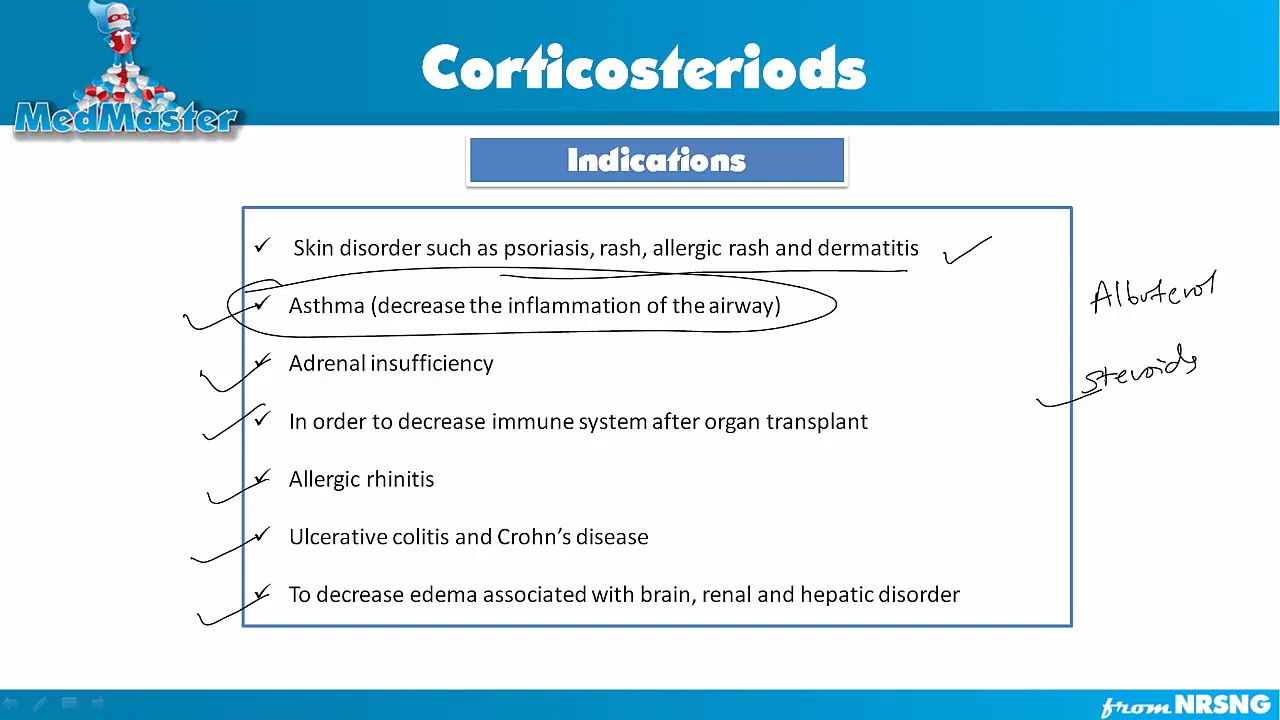 MedMaster
Corticosteriods
Indications
Skin disorder such as psoriasis, rash, allergic rash and dermatitis
Asthma (decrease the inflammation of the airway)
Albuterol
Adrenal insufficiency
steroids
In order to decrease immune system after organ transplant
Allergic rhinitis
Ulcerative colitis and Crohn’s disease
To decrease edema associated with brain, renal and hepatic disorder
from NRSNG